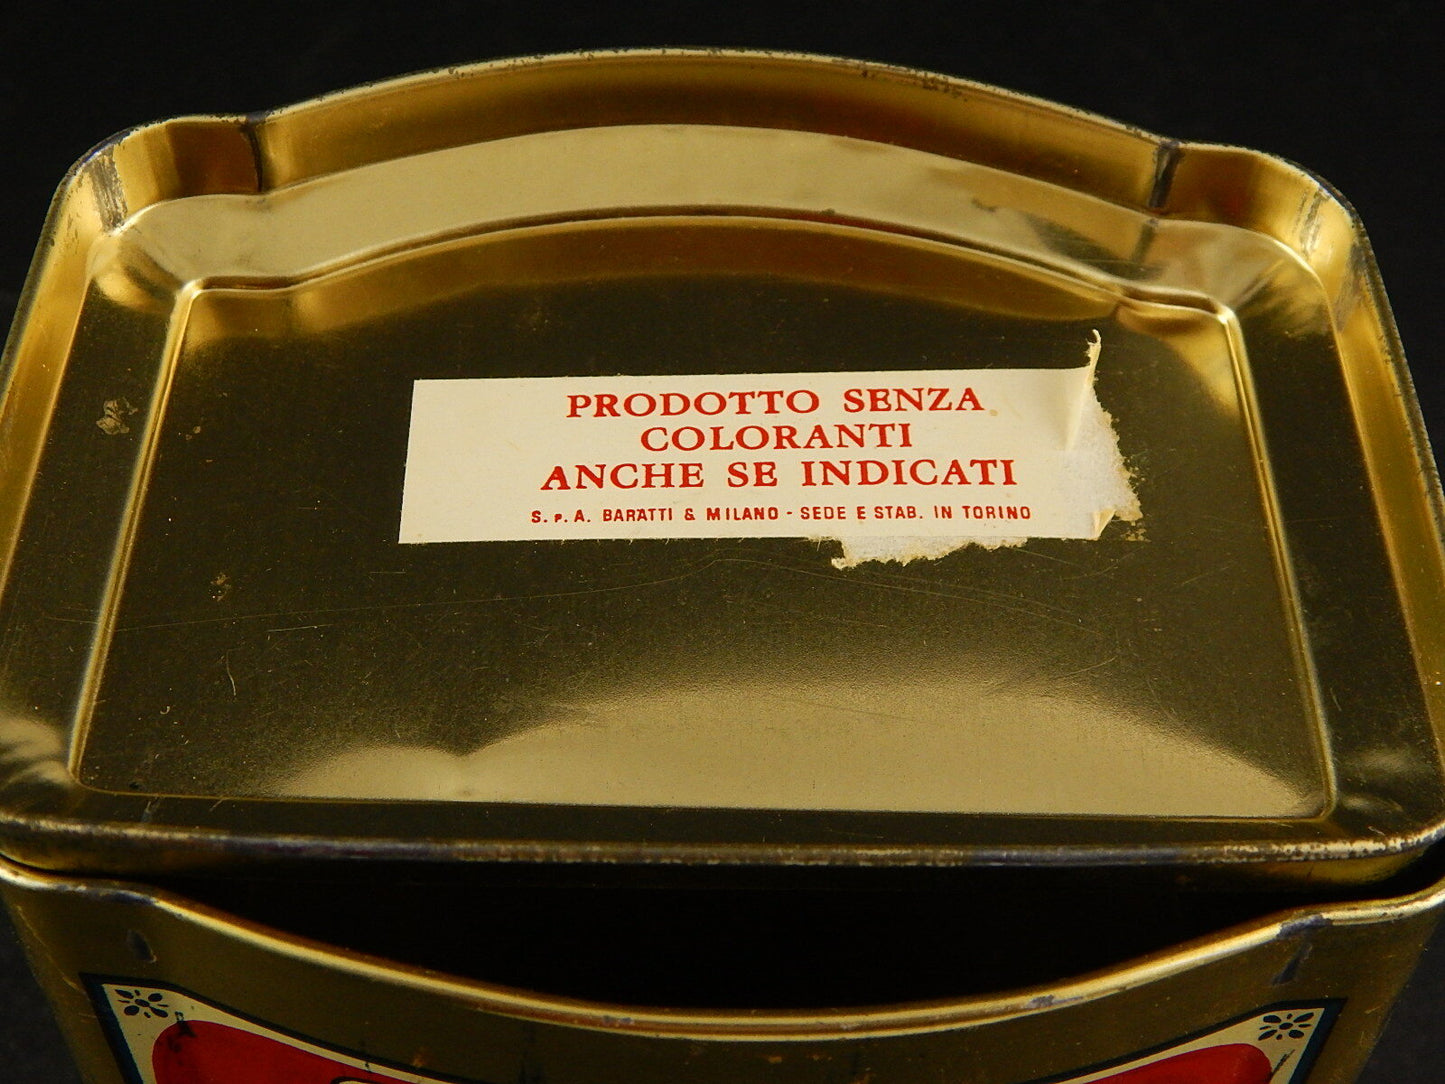 PRODOTTO SENZA
COLORANTI
ANCHE SE INDICATI
S.P.A. BARATTI & MILANO - SEDE E STAB. IN TORINO